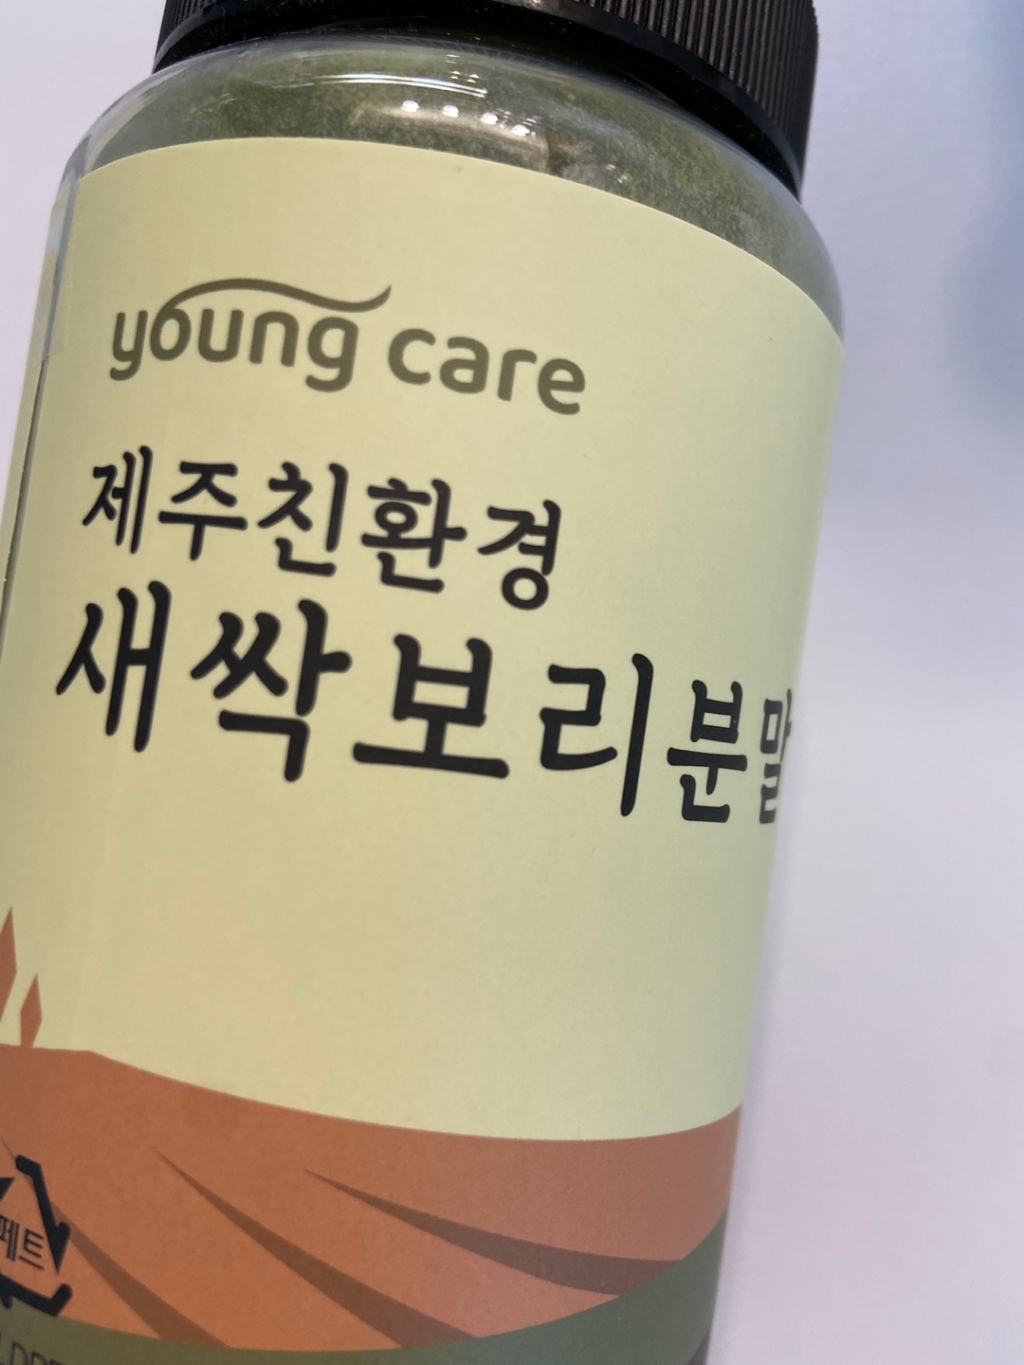 young care
제주친환경
새싹보리분말
페트